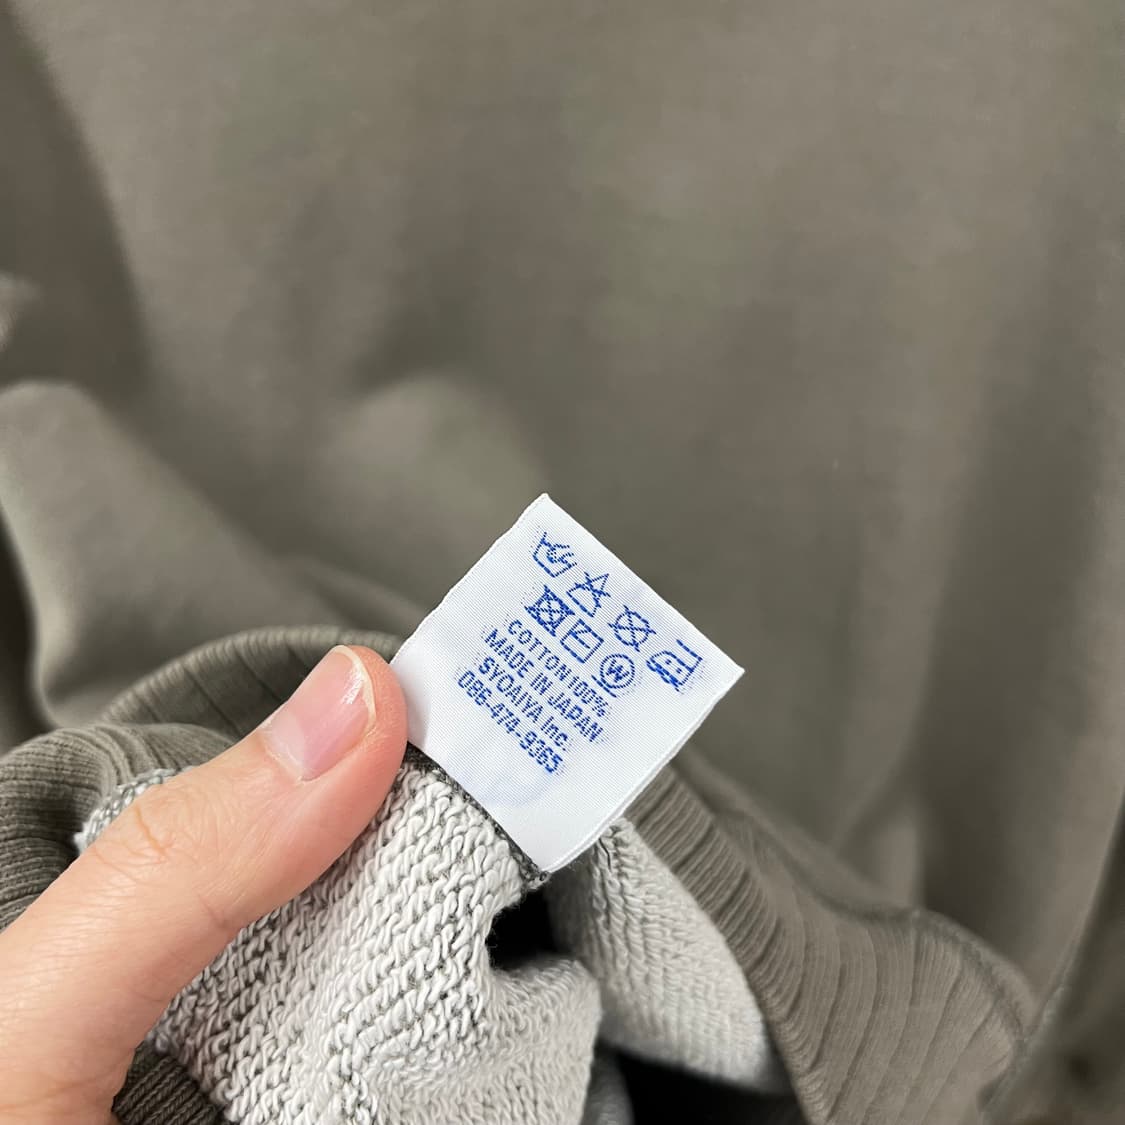 COTTON 100%
MADE IN JAPAN
SYOAIYA Inc.
086-474-9365